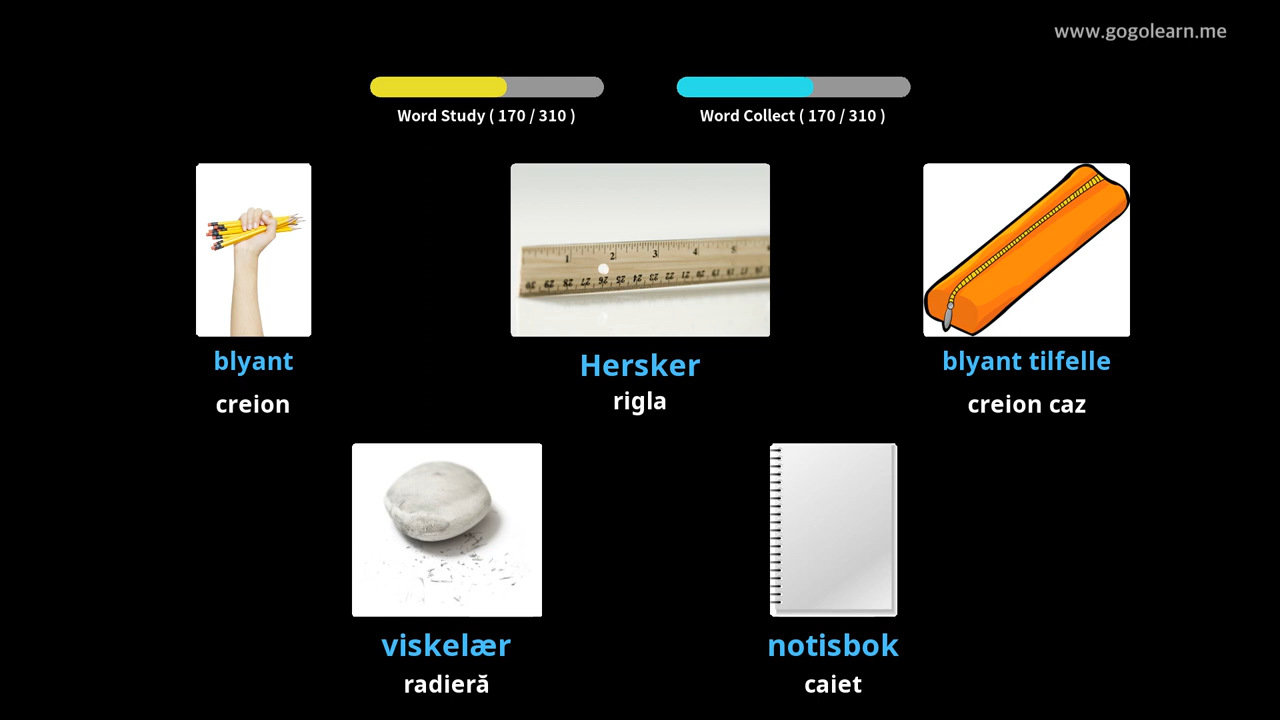 www.gogolearn.me
Word Study ( 170 / 310 )
Word Collect ( 170 / 310 )
blyant
creion
Hersker
rigla
blyant tilfelle
creion caz
viskelær
radieră
notisbok
caiet